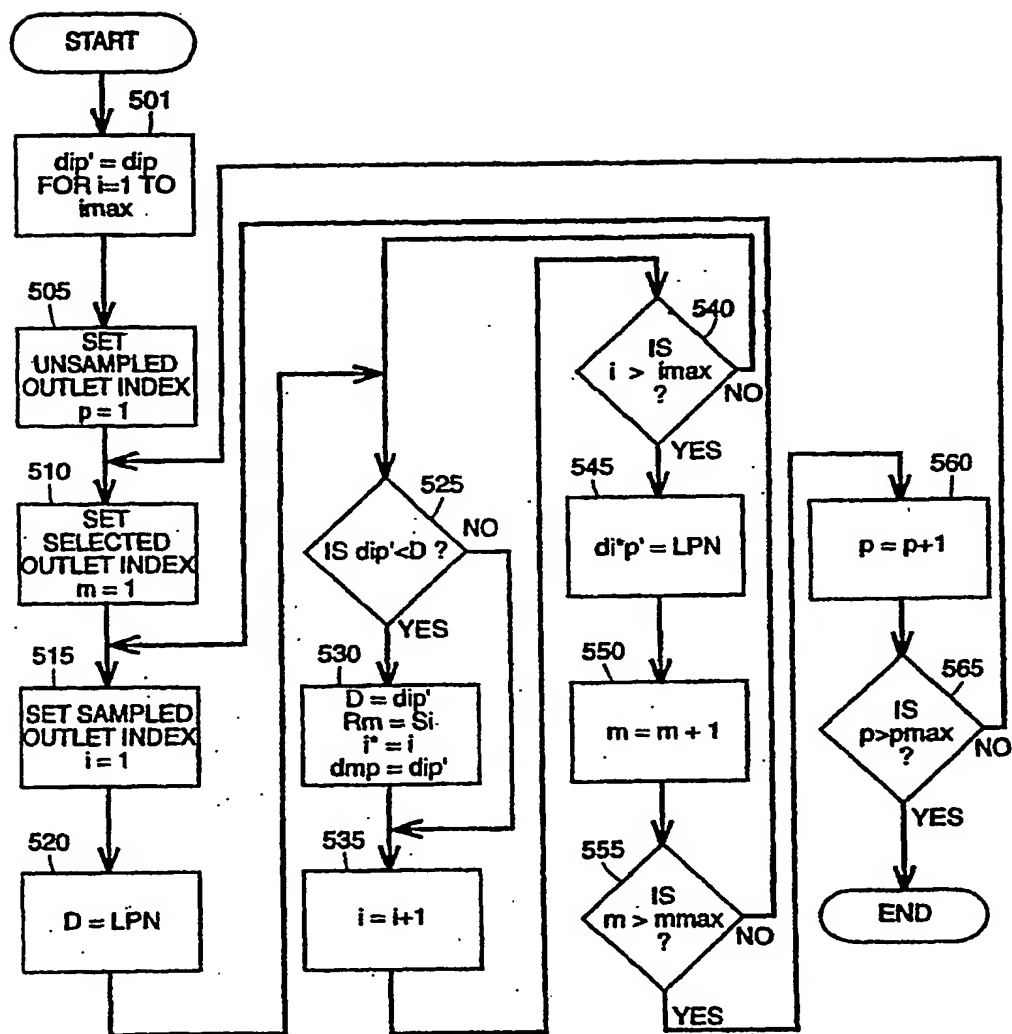 START
501
dip' = dip
FOR i=1 TO
imax
505
SET
UNSAMPLED
OUTLET INDEX
p = 1
510
SET
SELECTED
OUTLET INDEX
m = 1
515
SET SAMPLED
OUTLET INDEX
i = 1
520
D = LPN
525
IS dip'<D ?
NO
YES
530
D = dip'
Rm = Si
i* = i
dmp = dip'
535
i = i+1
540
IS
i > imax
?
NO
YES
545
di*p' = LPN
550
m = m + 1
555
IS
m > mmax
?
NO
YES
560
p = p+1
565
IS
p>pmax
?
NO
YES
END